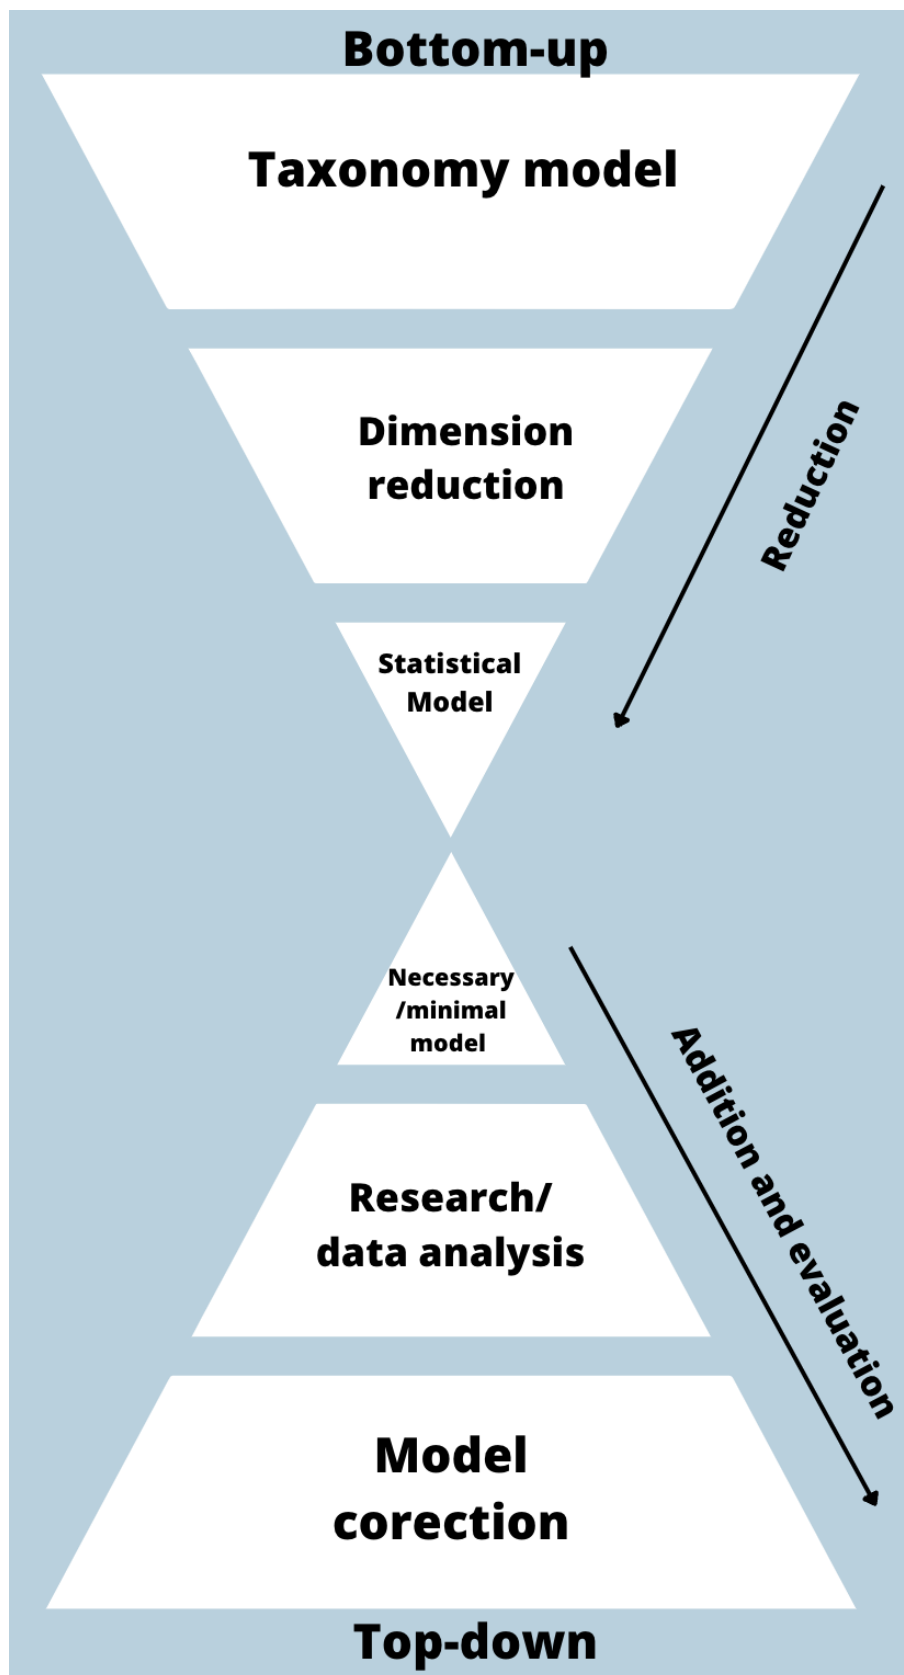 Bottom-up
Taxonomy model
Dimension
reduction
Reduction
Statistical
Model
Necessary
/minimal
model
Addition and evaluation
Research/
data analysis
Model
corection
Top-down